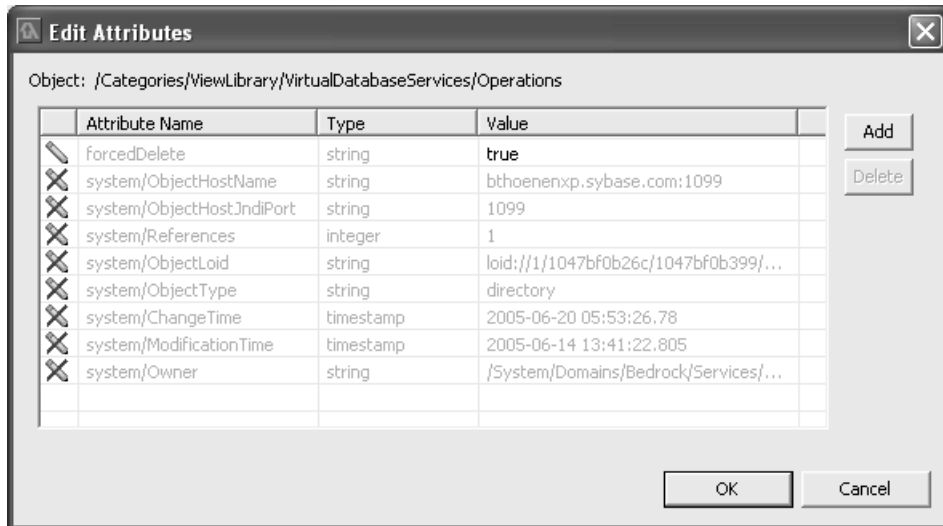 Edit Attributes
Object: /Categories/ViewLibrary/VirtualDatabaseServices/Operations
Attribute Name Type Value
forcedDelete string true
system/ObjectHostName string bthoenenxp.sybase.com:1099
system/ObjectHostJndiPort string 1099
system/References integer 1
system/ObjectLoid string loid://1/1047bf0b26c/1047bf0b399/...
system/ObjectType string directory
system/ChangeTime timestamp 2005-06-20 05:53:26.78
system/ModificationTime timestamp 2005-06-14 13:41:22.805
system/Owner string /System/Domains/Bedrock/Services/...
Add
Delete
OK Cancel